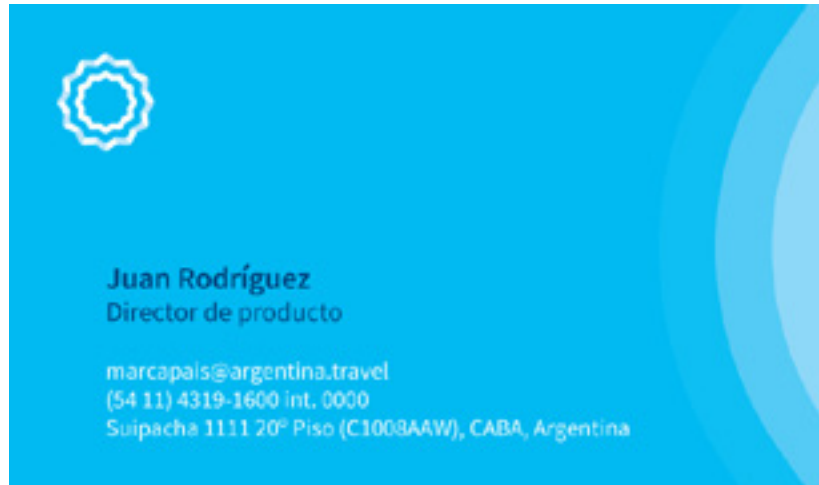 Juan Rodríguez
Director de producto
marcapais@argentina.travel
(54 11) 4319-1600 int. 0000
Suipacha 1111 20º Piso (C1008AAW), CABA, Argentina